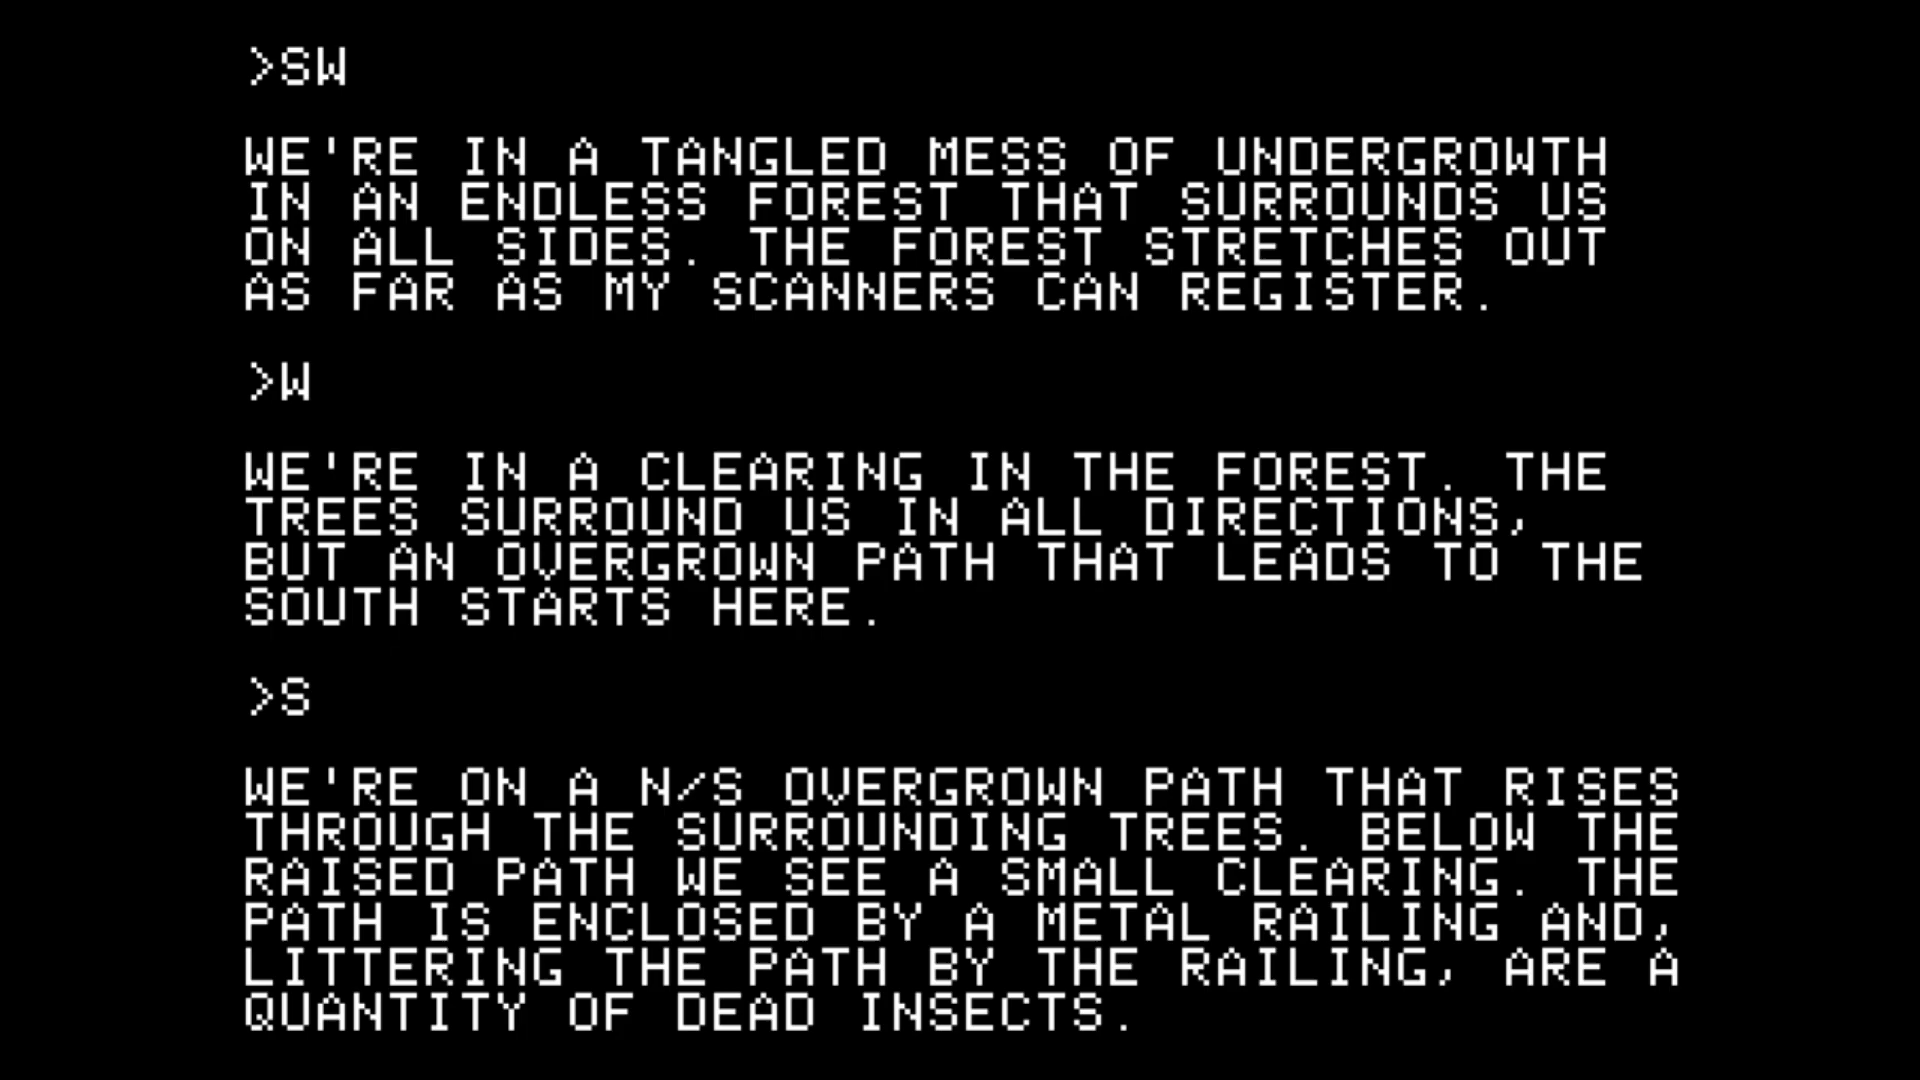 >SW
WE'RE IN A TANGLED MESS OF UNDERGROWTH
IN AN ENDLESS FOREST THAT SURROUNDS US
ON ALL SIDES. THE FOREST STRETCHES OUT
AS FAR AS MY SCANNERS CAN REGISTER.
>W
WE'RE IN A CLEARING IN THE FOREST. THE
TREES SURROUND US IN ALL DIRECTIONS,
BUT AN OVERGROWN PATH THAT LEADS TO THE
SOUTH STARTS HERE.
>S
WE'RE ON A N/S OVERGROWN PATH THAT RISES
THROUGH THE SURROUNDING TREES. BELOW THE
RAISED PATH WE SEE A SMALL CLEARING. THE
PATH IS ENCLOSED BY A METAL RAILING AND,
LITTERING THE PATH BY THE RAILING, ARE A
QUANTITY OF DEAD INSECTS.